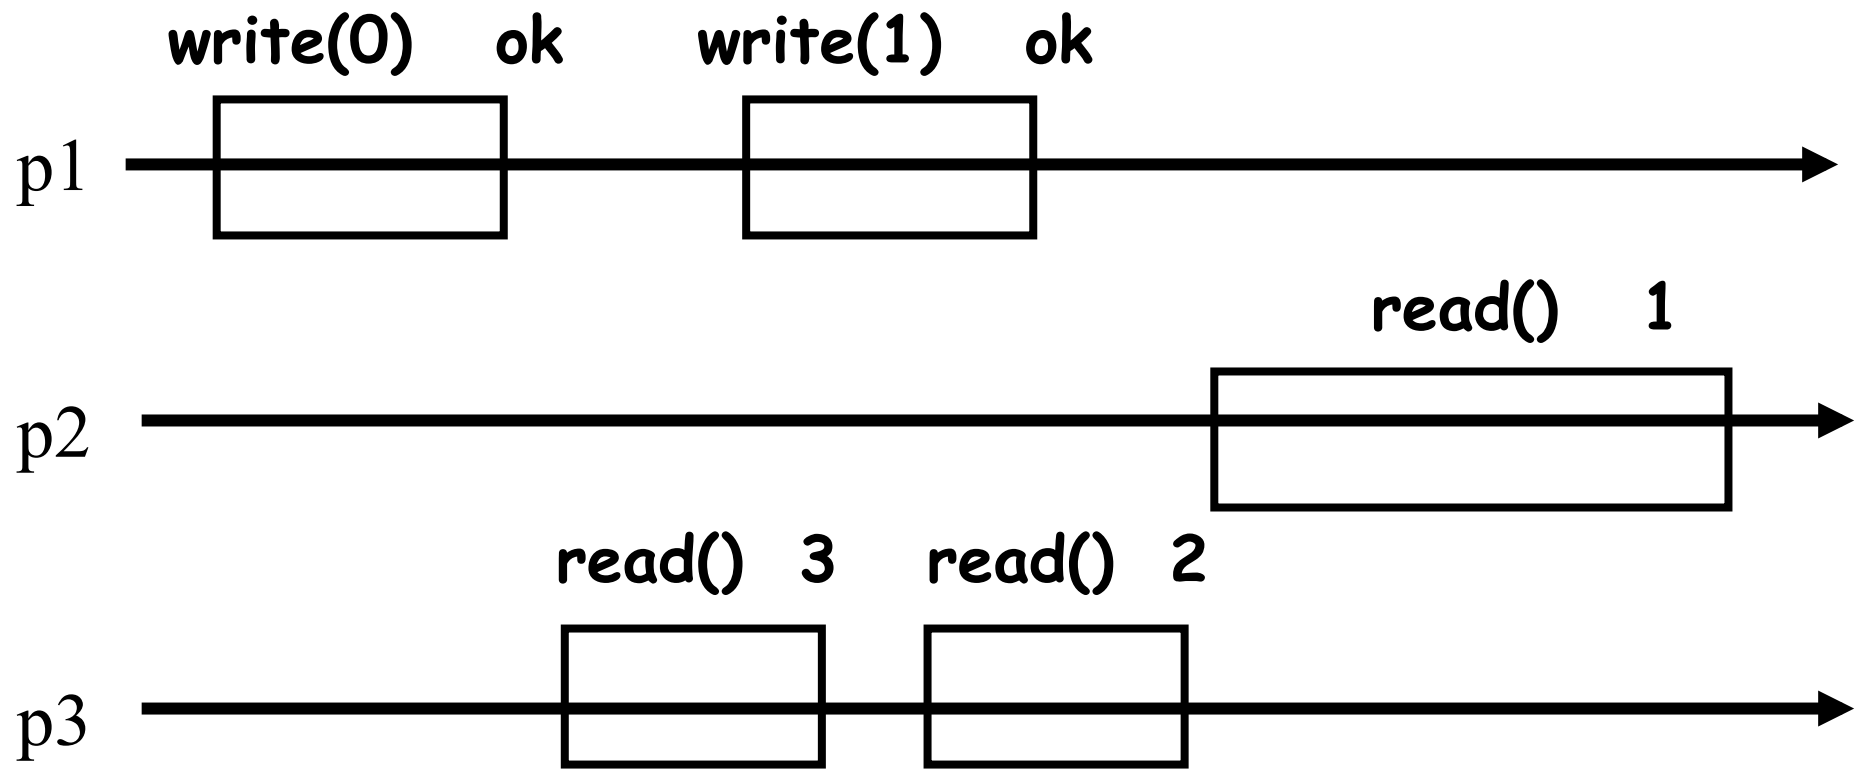 write(0) ok write(1) ok
p1
read() 1
p2
read() 3 read() 2
p3